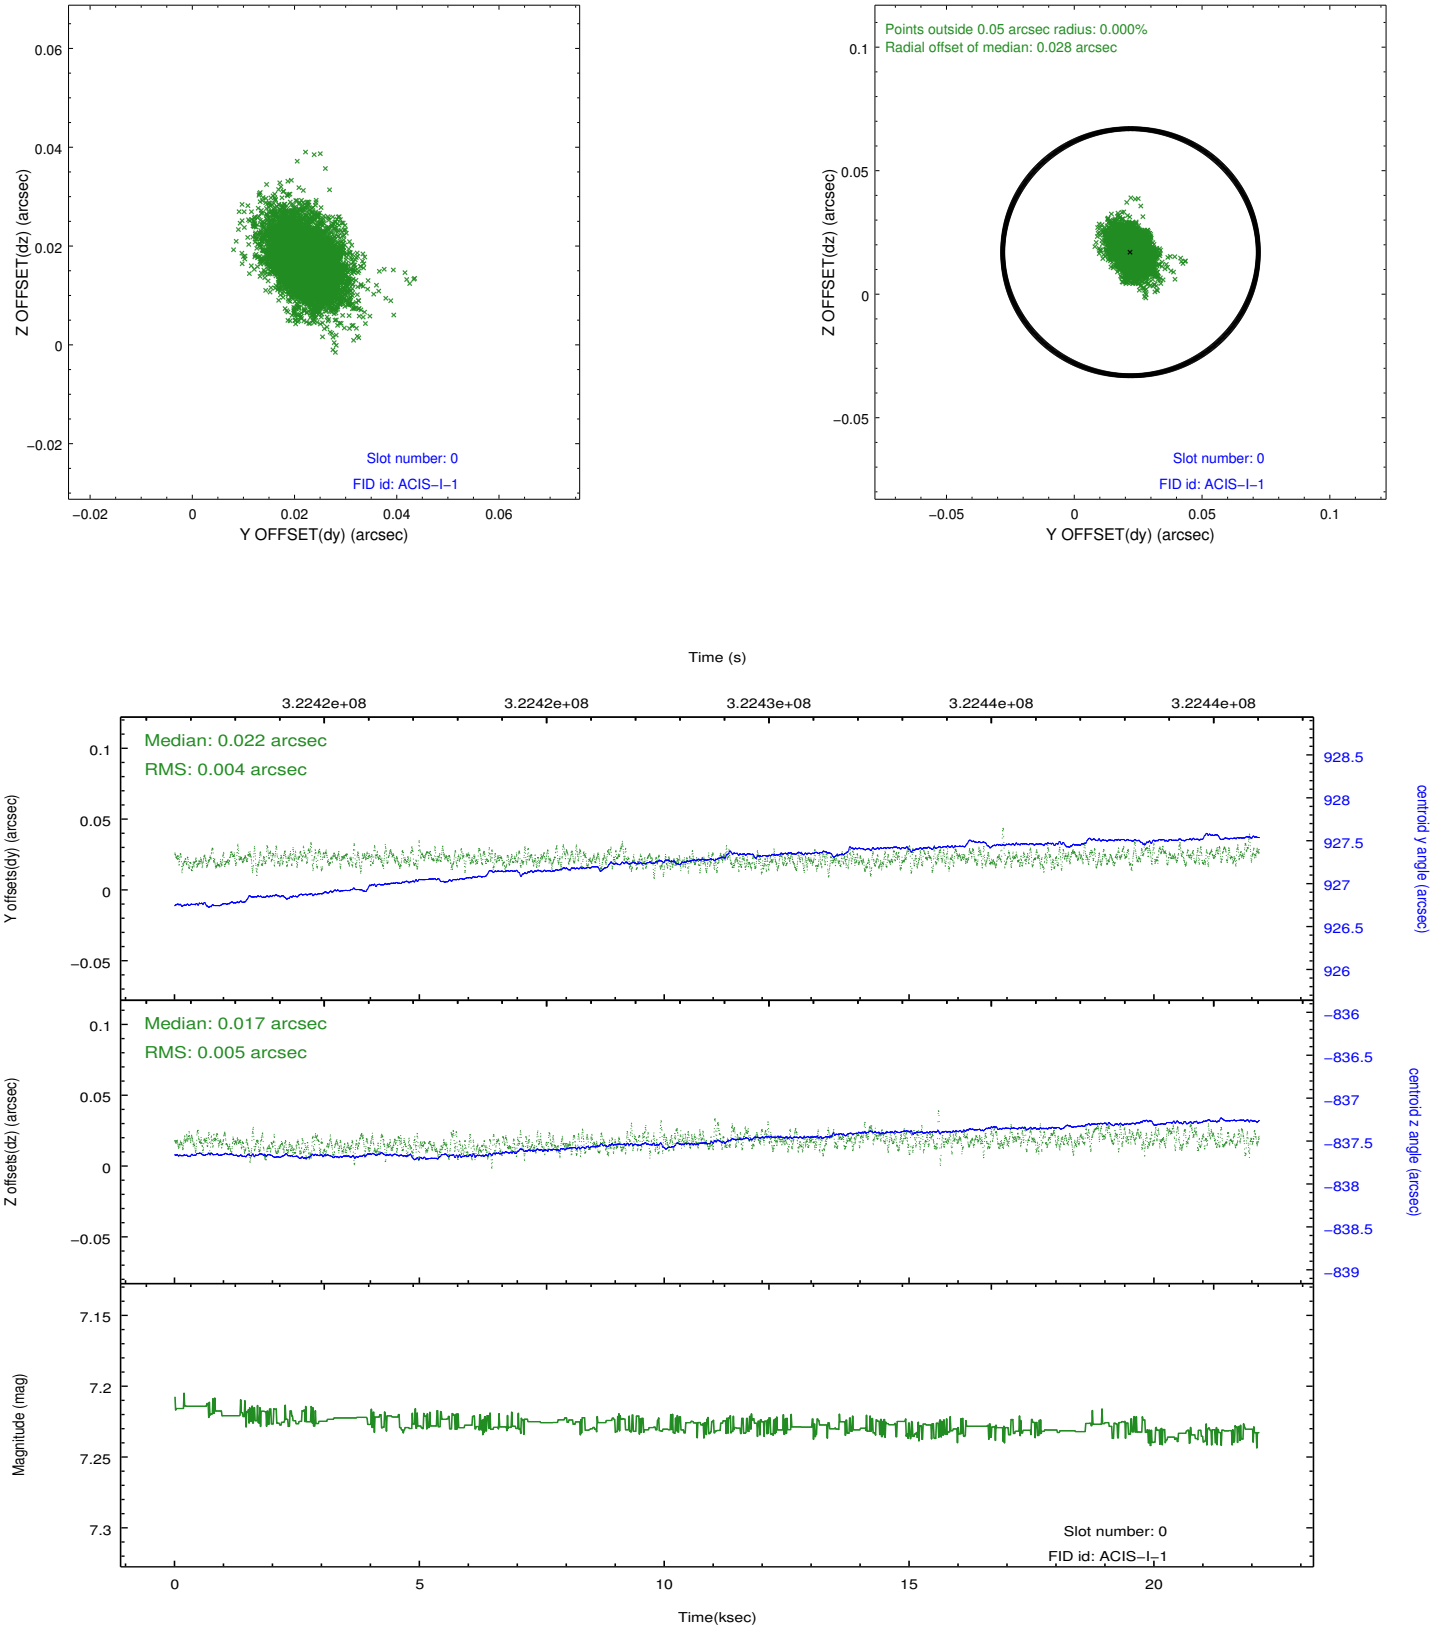 0.06
0.04
0.02
0
−0.02
Z OFFSET(dz) (arcsec)
Slot number: 0
FID id: ACIS−I−1
−0.02 0 0.02 0.04 0.06
Y OFFSET(dy) (arcsec)
Points outside 0.05 arcsec radius: 0.000%
Radial offset of median: 0.028 arcsec
0.1
0.05
0
−0.05
Z OFFSET(dz) (arcsec)
Slot number: 0
FID id: ACIS−I−1
−0.05 0 0.05 0.1
Y OFFSET(dy) (arcsec)
Time (s)
3.2242e+08 3.2242e+08 3.2243e+08 3.2244e+08 3.2244e+08
Median: 0.022 arcsec
RMS: 0.004 arcsec
0.1
0.05
0
−0.05
Y offsets(dy) (arcsec)
928.5
928
927.5
927
926.5
926
centroid y angle (arcsec)
Median: 0.017 arcsec
RMS: 0.005 arcsec
0.1
0.05
0
−0.05
Z offsets(dz) (arcsec)
−836
−836.5
−837
−837.5
−838
−838.5
−839
centroid z angle (arcsec)
7.15
7.2
7.25
7.3
Magnitude (mag)
Slot number: 0
FID id: ACIS−I−1
0 5 10 15 20
Time(ksec)